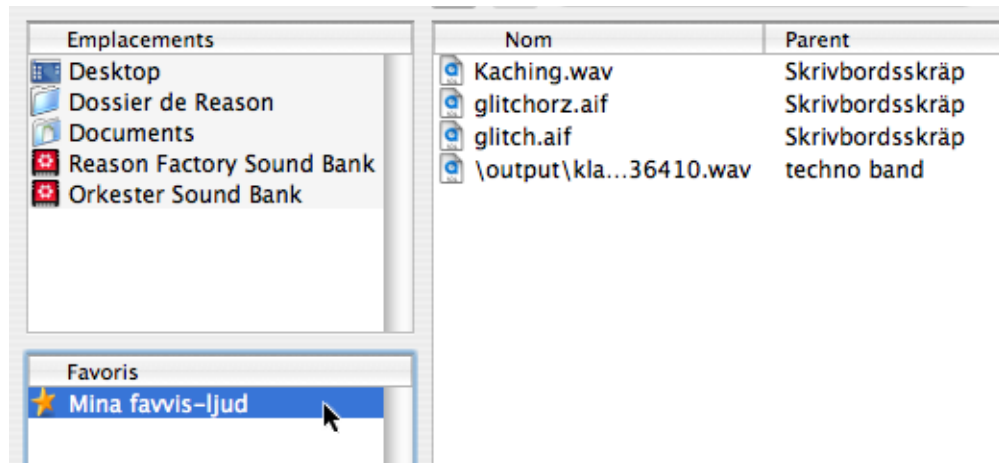 Emplacements
Desktop
Dossier de Reason
Documents
Reason Factory Sound Bank
Orkester Sound Bank
Favoris
Mina favvis-ljud
Nom Parent
Kaching.wav Skrivbordsskräp
glitchorz.aif Skrivbordsskräp
glitch.aif Skrivbordsskräp
\output\kla...36410.wav techno band